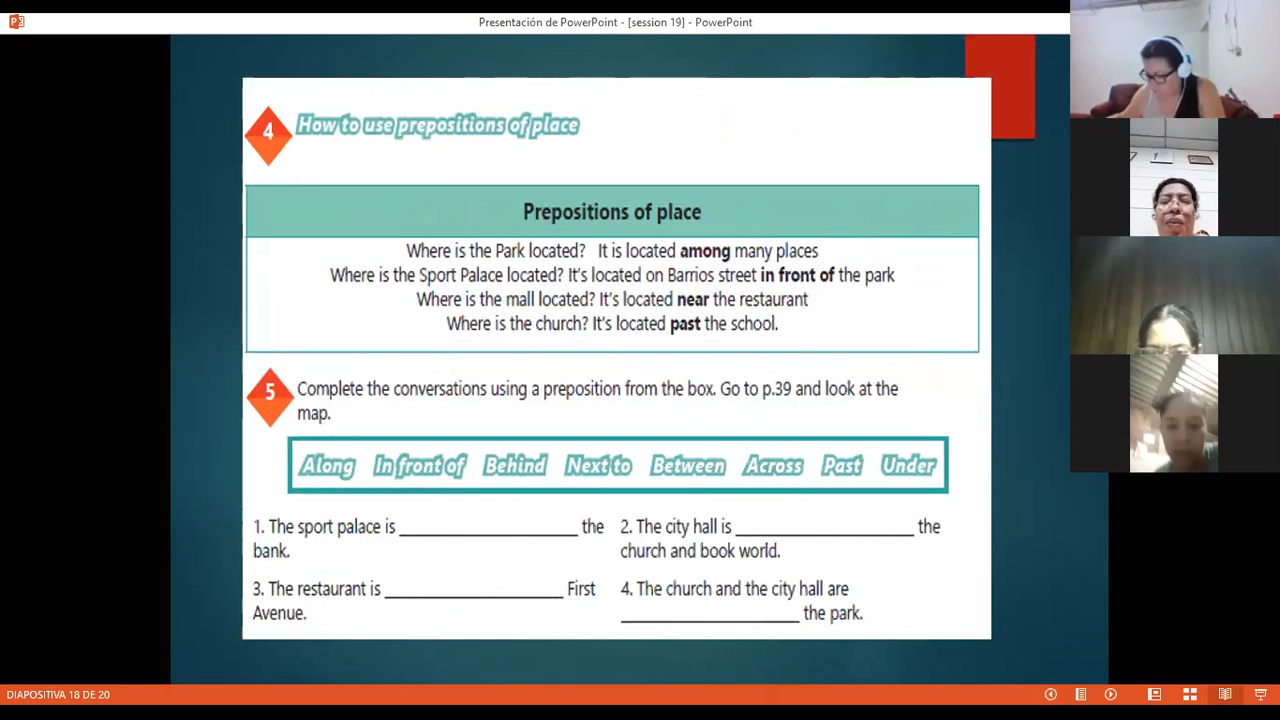 Presentación de PowerPoint - [session 19] - PowerPoint
4 How to use prepositions of place
Prepositions of place
Where is the Park located? It is located among many places
Where is the Sport Palace located? It's located on Barrios street in front of the park
Where is the mall located? It's located near the restaurant
Where is the church? It's located past the school.
5 Complete the conversations using a preposition from the box. Go to p.39 and look at the
map.
Along In front of Behind Next to Between Across Past Under
1. The sport palace is ____________________ the
bank.
2. The city hall is ____________________ the
church and book world.
3. The restaurant is ____________________ First
Avenue.
4. The church and the city hall are
____________________ the park.
DIAPOSITIVA 18 DE 20